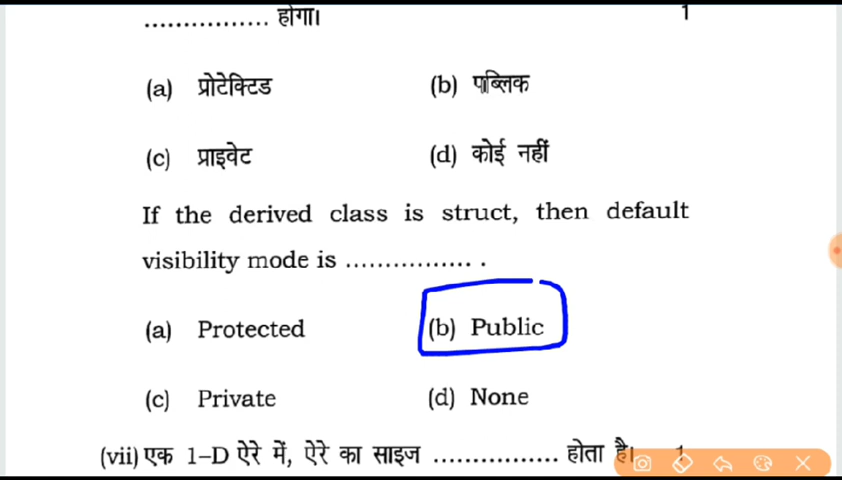 ................ होगा।
1
(a) प्रोटेक्टिड
(b) पब्लिक
(c) प्राइवेट
(d) कोई नहीं
If the derived class is struct, then default
visibility mode is ................ .
(a) Protected
(b) Public
(c) Private
(d) None
(vii) एक 1–D ऐरे में, ऐरे का साइज ................ होता है। 1